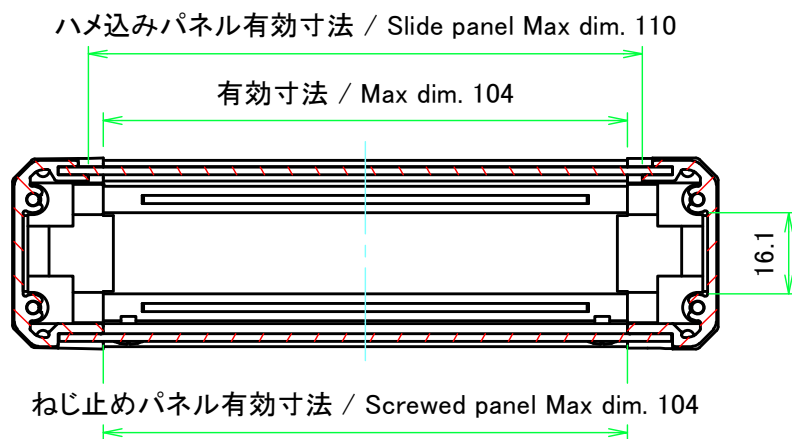 ハメ込みパネル有効寸法 / Slide panel Max dim. 110
有効寸法 / Max dim. 104
16.1
ねじ止めパネル有効寸法 / Screwed panel Max dim. 104